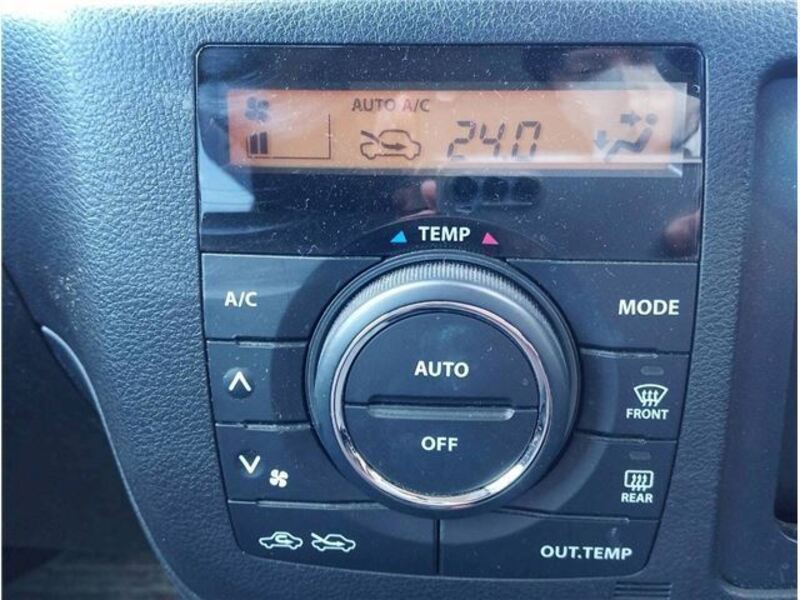 AUTO A/C
24.0
TEMP
A/C
MODE
AUTO
FRONT
OFF
REAR
OUT.TEMP